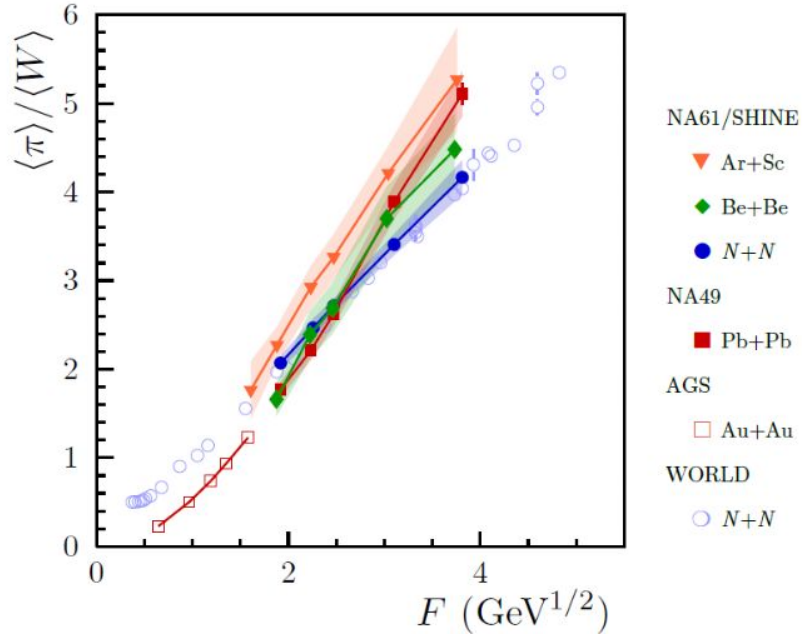 6
5
4
3
2
1
0
⟨π⟩/⟨W⟩
0 2 4
F (GeV^{1/2})
NA61/SHINE
Ar+Sc
Be+Be
N+N
NA49
Pb+Pb
AGS
Au+Au
WORLD
N+N